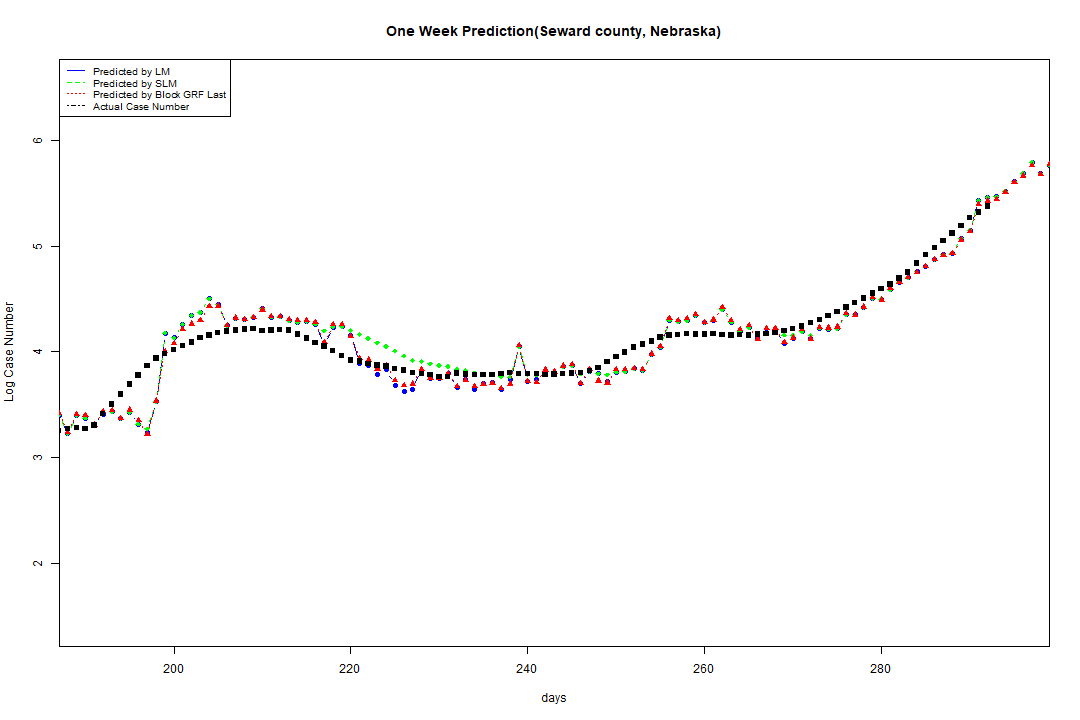 One Week Prediction(Seward county, Nebraska)
Predicted by LM
Predicted by SLM
Predicted by Block GRF Last
Actual Case Number
6
5
4
3
2
Log Case Number
200 220 240 260 280
days